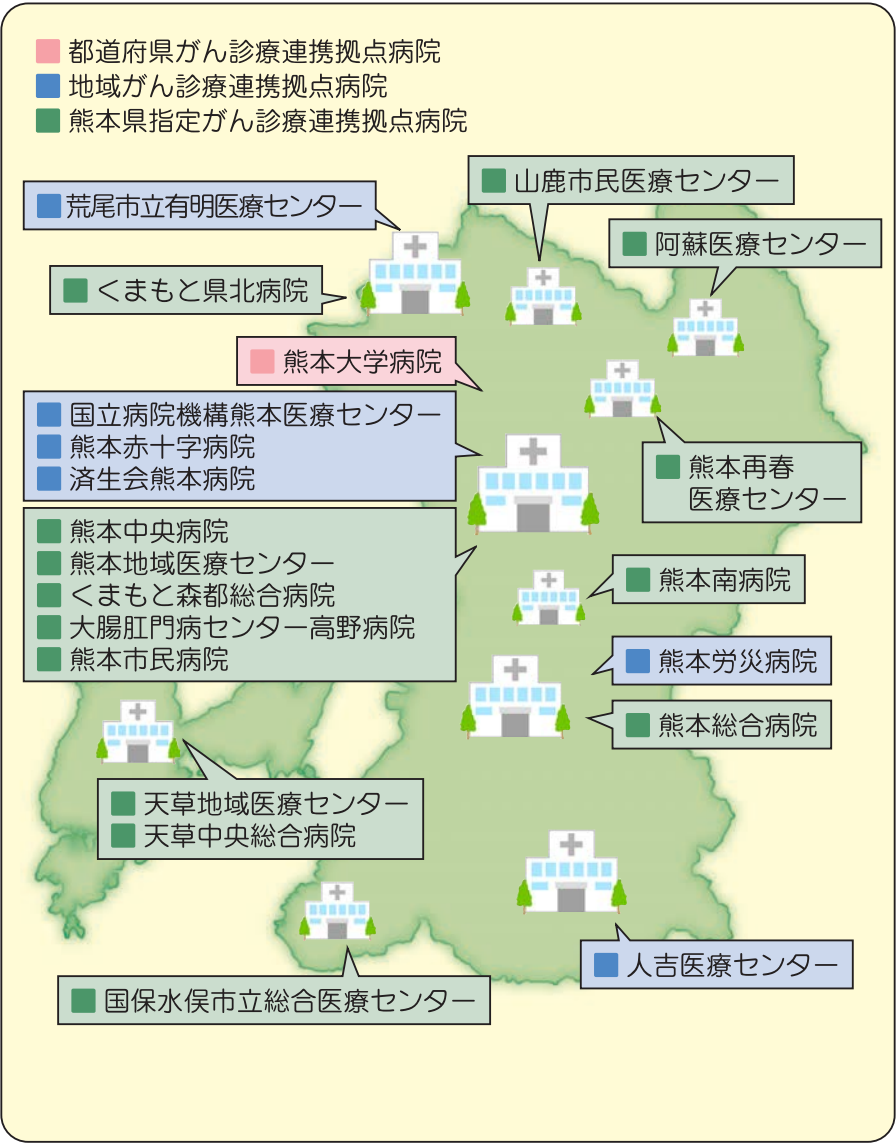 都道府県がん診療連携拠点病院
地域がん診療連携拠点病院
熊本県指定がん診療連携拠点病院
山鹿市民医療センター
荒尾市立有明医療センター
阿蘇医療センター
くまもと県北病院
熊本大学病院
国立病院機構熊本医療センター
熊本赤十字病院
済生会熊本病院
熊本再春
医療センター
熊本中央病院
熊本地域医療センター
くまもと森都総合病院
大腸肛門病センター高野病院
熊本市民病院
熊本南病院
熊本労災病院
熊本総合病院
天草地域医療センター
天草中央総合病院
人吉医療センター
国保水俣市立総合医療センター